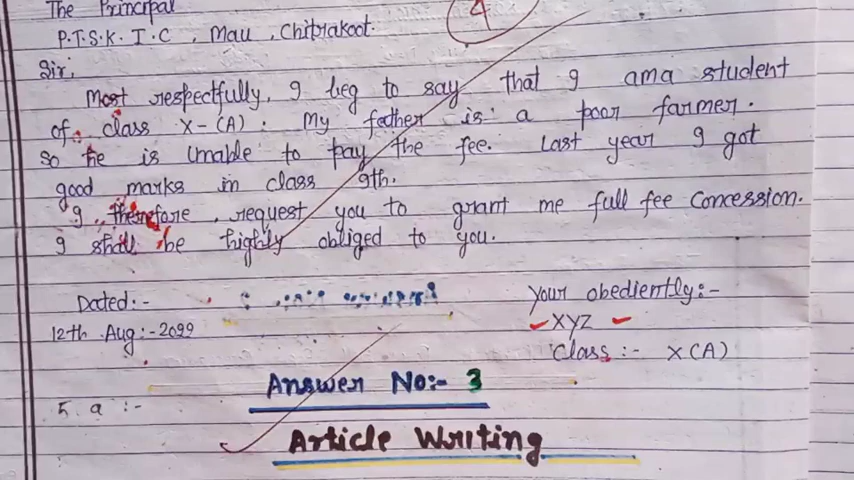 The Principal
4
P.T.S.K. I.C , Mau , Chitrakoot.
Sir,
Most respectfully, I beg to say that I am a student
of class X-(A). My father is a poor farmer.
so he is Unable to pay the fee. Last year I got
good marks in class 9th.
I therefore, request you to grant me full fee Concession.
I shall be highly obliged to you.
Dated:-
Your obediently:-
12th Aug:-2099
XYZ
Class :- X(A)
Answer No:- 3
5. a :-
Article Writing